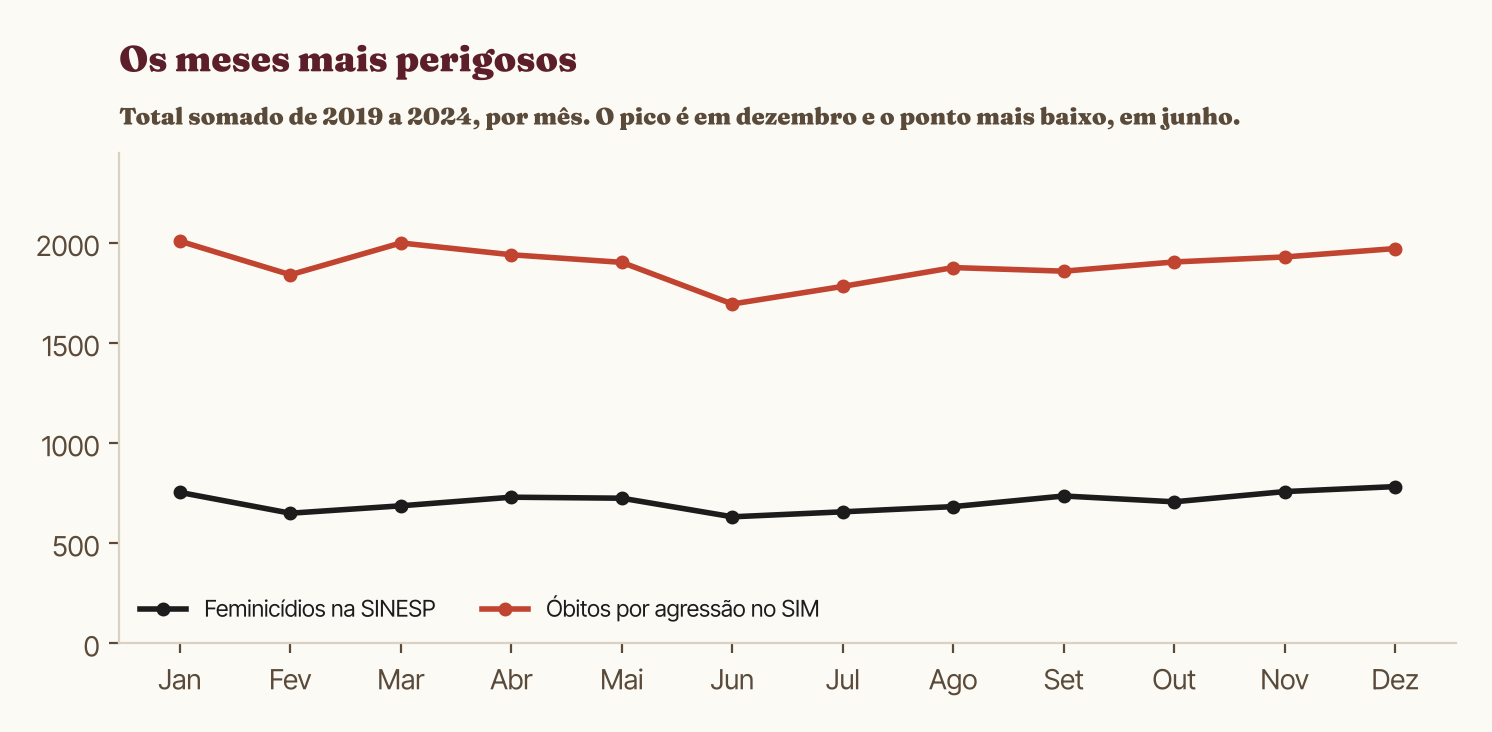 Os meses mais perigosos
Total somado de 2019 a 2024, por mês. O pico é em dezembro e o ponto mais baixo, em junho.
2000
1500
1000
500
0
Feminicídios na SINESP
Óbitos por agressão no SIM
Jan Fev Mar Abr Mai Jun Jul Ago Set Out Nov Dez